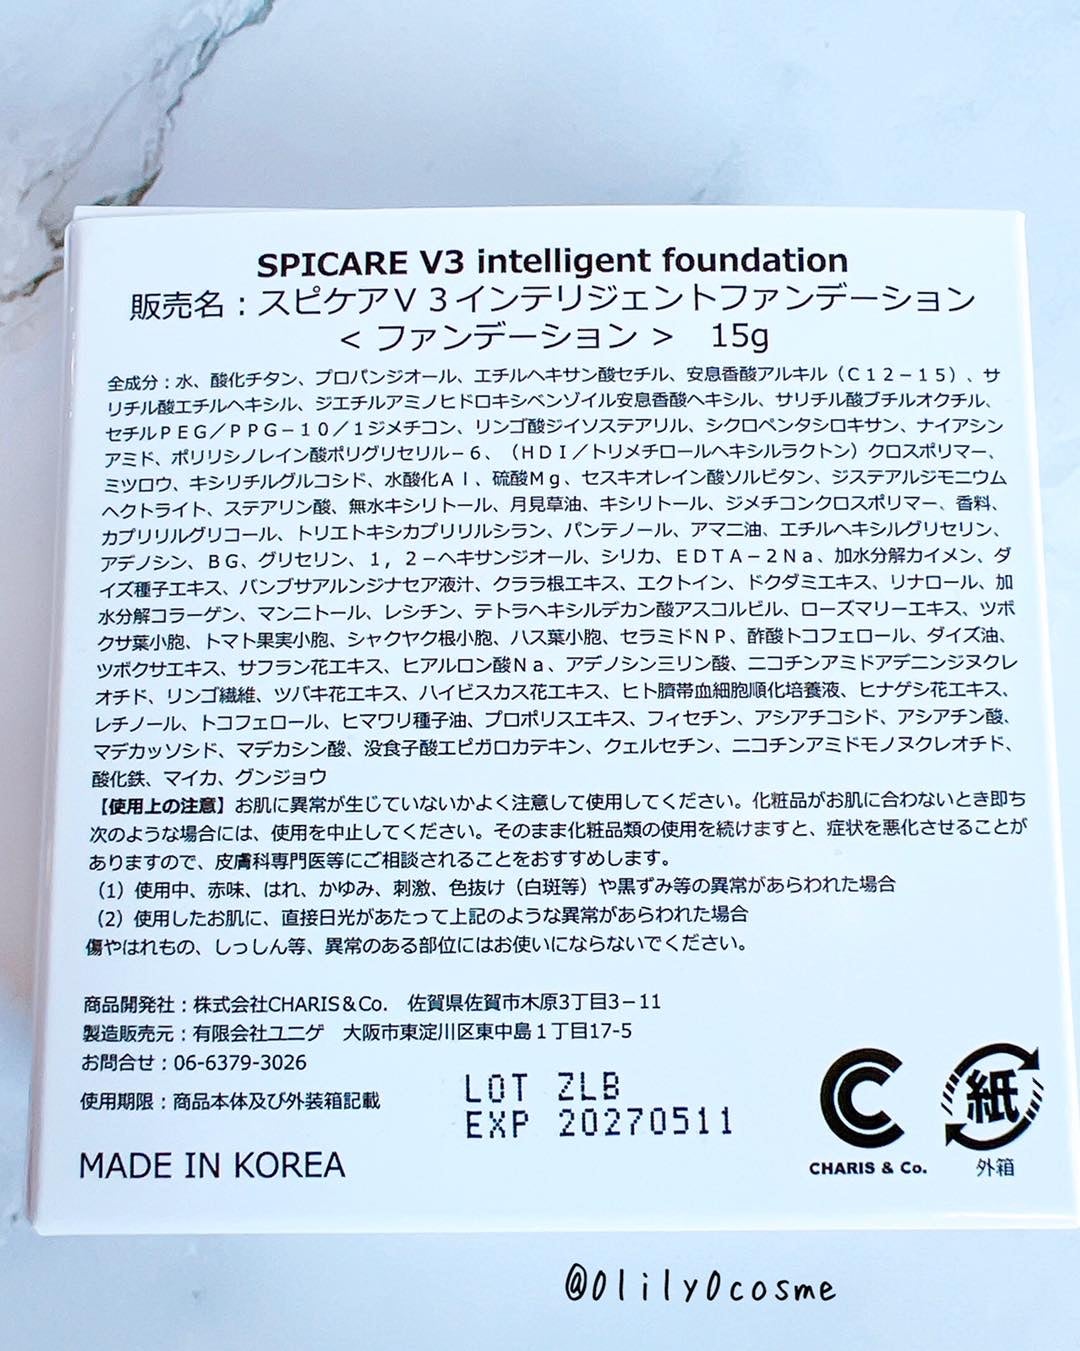 SPICARE V3 intelligent foundation
販売名：スピケアV３インテリジェントファンデーション
＜ファンデーション＞　15g
全成分：水、酸化チタン、プロパンジオール、エチルヘキサン酸セチル、安息香酸アルキル（C１２－１５）、サ
リチル酸エチルヘキシル、ジエチルアミノヒドロキシベンゾイル安息香酸ヘキシル、サリチル酸ブチルオクチル、
セチルＰＥＧ／ＰＰＧ－１０／１ジメチコン、リンゴ酸ジイソステアリル、シクロペンタシロキサン、ナイアシン
アミド、ポリリシノレイン酸ポリグリセリル－６、（ＨＤＩ／トリメチロールヘキシルラクトン）クロスポリマー、
ミツロウ、キシリチルグルコシド、水酸化Ａｌ、硫酸Ｍｇ、セスキオレイン酸ソルビタン、ジステアルジモニウム
ヘクトライト、ステアリン酸、無水キシリトール、月見草油、キシリトール、ジメチコンクロスポリマー、香料、
カプリリルグリコール、トリエトキシカプリリルシラン、パンテノール、アマニ油、エチルヘキシルグリセリン、
アデノシン、ＢＧ、グリセリン、１，２－ヘキサンジオール、シリカ、ＥＤＴＡ－２Ｎａ、加水分解カイメン、ダ
イズ種子エキス、バンブサアルンジナセア液汁、クララ根エキス、エクトイン、ドクダミエキス、リナロール、加
水分解コラーゲン、マンニトール、レシチン、テトラヘキシルデカン酸アスコルビル、ローズマリーエキス、ツボ
クサ葉小胞、トマト果実小胞、シャクヤク根小胞、ハス葉小胞、セラミドＮＰ、酢酸トコフェロール、ダイズ油、
ツボクサエキス、サフラン花エキス、ヒアルロン酸Ｎａ、アデノシン三リン酸、ニコチンアミドアデニンジヌクレ
オチド、リンゴ繊維、ツバキ花エキス、ハイビスカス花エキス、ヒト臍帯血細胞順化培養液、ヒナゲシ花エキス、
レチノール、トコフェロール、ヒマワリ種子油、プロポリスエキス、フィセチン、アシアチコシド、アシアチン酸、
マデカッソシド、マデカシン酸、没食子酸エピガロカテキン、クェルセチン、ニコチンアミドモノヌクレオチド、
酸化鉄、マイカ、グンジョウ
【使用上の注意】お肌に異常が生じていないかよく注意して使用してください。化粧品がお肌に合わないとき即ち
次のような場合には、使用を中止してください。そのまま化粧品類の使用を続けますと、症状を悪化させることが
ありますので、皮膚科専門医等にご相談されることをおすすめします。
（1）使用中、赤味、はれ、かゆみ、刺激、色抜け（白斑等）や黒ずみ等の異常があらわれた場合
（2）使用したお肌に、直接日光があたって上記のような異常があらわれた場合
傷やはれもの、しっしん等、異常のある部位にはお使いにならないでください。
商品開発社：株式会社CHARIS＆Co.　佐賀県佐賀市木原3丁目3－11
製造販売元：有限会社ユニゲ　大阪市東淀川区東中島１丁目17-5
お問合せ：06-6379-3026
使用期限：商品本体及び外装箱記載
LOT ZLB
EXP 20270511
MADE IN KOREA
CHARIS & Co.
紙
外箱
@0lily0cosme